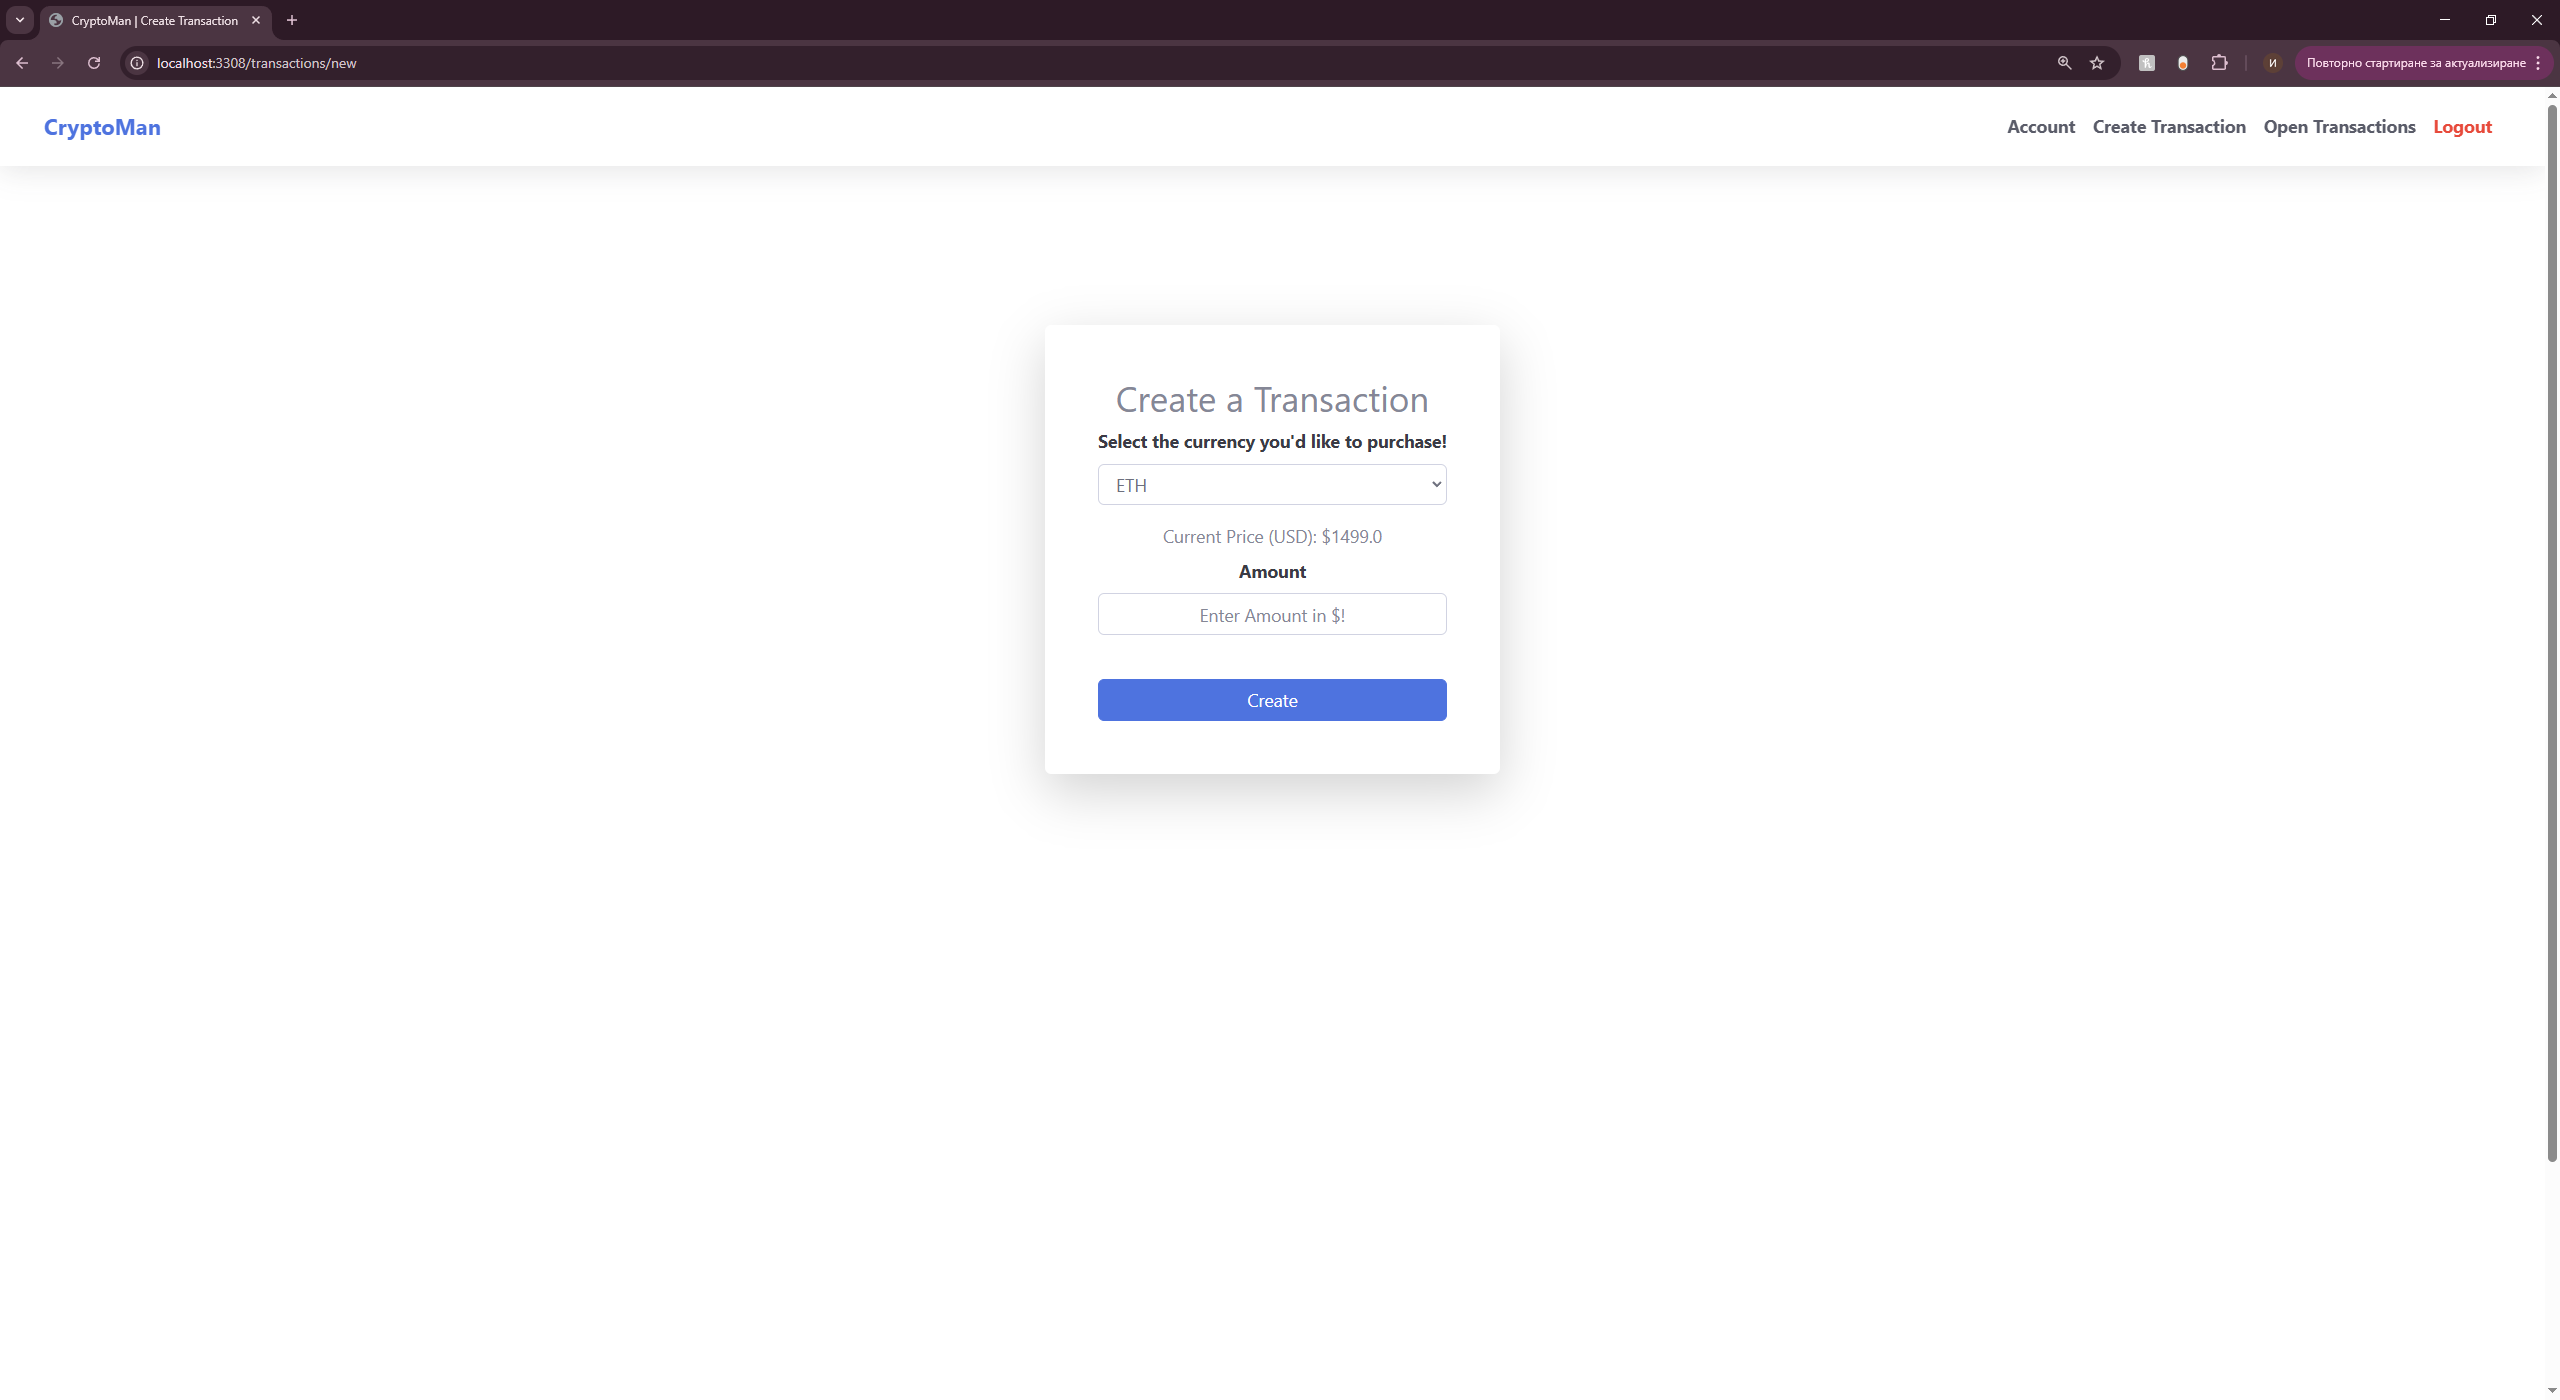 CryptoMan | Create Transaction
localhost:3308/transactions/new
И
Повторно стартиране за актуализиране
CryptoMan
Account
Create Transaction
Open Transactions
Logout
Create a Transaction
Select the currency you'd like to purchase!
ETH
Current Price (USD): $1499.0
Amount
Enter Amount in $!
Create